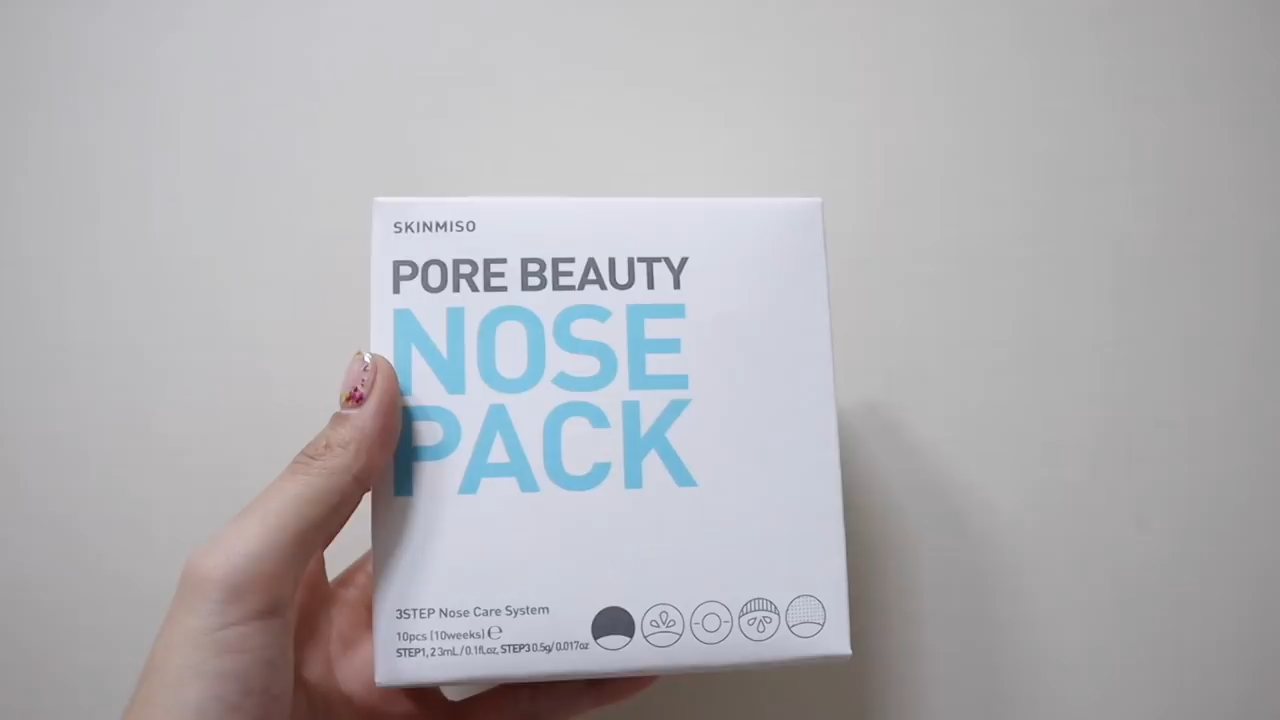 SKINMISO
PORE BEAUTY
NOSE
PACK
3STEP Nose Care System
10pcs (10weeks) ℮
STEP1, 2 3mL / 0.1fl.oz, STEP3 0.5g/ 0.017oz